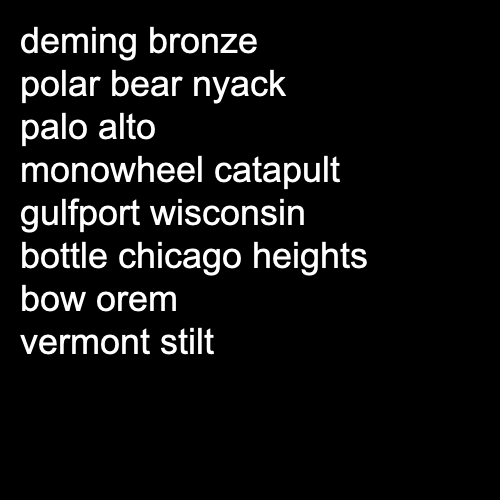 deming bronze
polar bear nyack
palo alto
monowheel catapult
gulfport wisconsin
bottle chicago heights
bow orem
vermont stilt